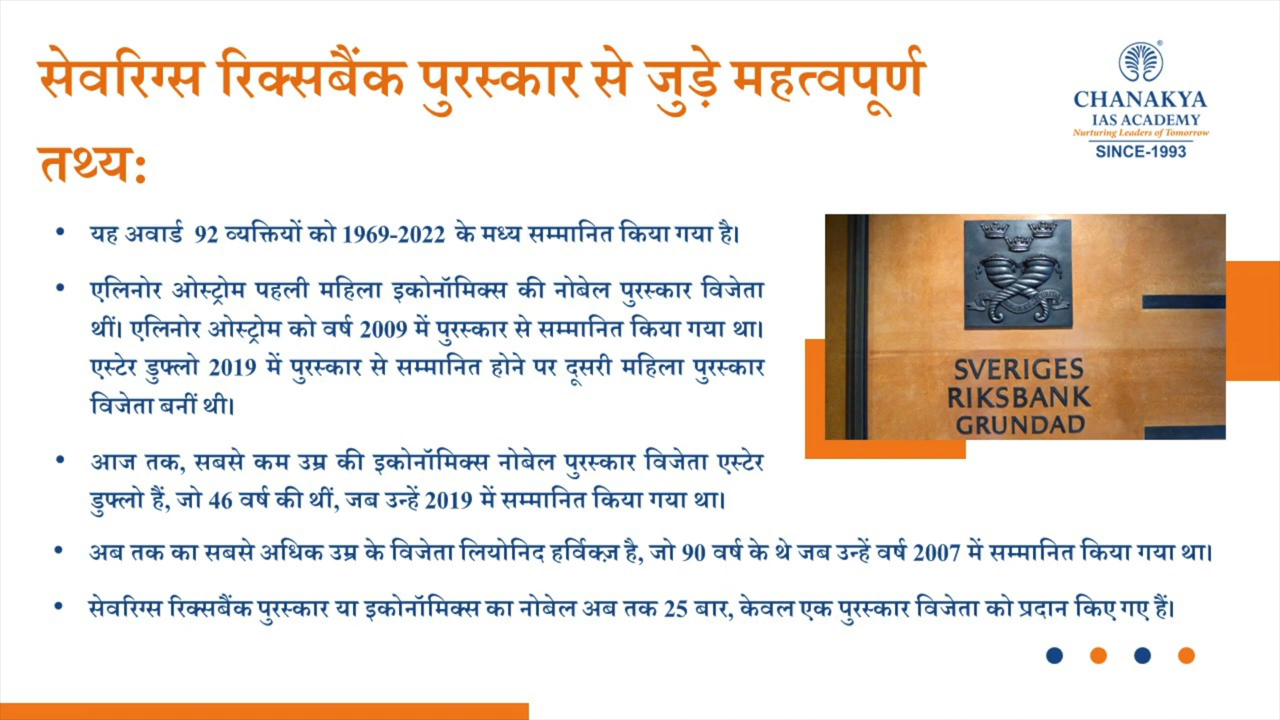 सेवरिग्स रिक्सबैंक पुरस्कार से जुड़े महत्वपूर्ण
तथ्य:
CHANAKYA
IAS ACADEMY
Nurturing Leaders of Tomorrow
SINCE-1993
• यह अवार्ड 92 व्यक्तियों को 1969-2022 के मध्य सम्मानित किया गया है।
• एलिनोर ओस्ट्रोम पहली महिला इकोनॉमिक्स की नोबेल पुरस्कार विजेता
थीं। एलिनोर ओस्ट्रोम को वर्ष 2009 में पुरस्कार से सम्मानित किया गया था।
एस्टेर डुफ्लो 2019 में पुरस्कार से सम्मानित होने पर दूसरी महिला पुरस्कार
विजेता बनीं थी।
• आज तक, सबसे कम उम्र की इकोनॉमिक्स नोबेल पुरस्कार विजेता एस्टेर
डुफ्लो हैं, जो 46 वर्ष की थीं, जब उन्हें 2019 में सम्मानित किया गया था।
• अब तक का सबसे अधिक उम्र के विजेता लियोनिद हर्विक्ज़ है, जो 90 वर्ष के थे जब उन्हें वर्ष 2007 में सम्मानित किया गया था।
• सेवरिग्स रिक्सबैंक पुरस्कार या इकोनॉमिक्स का नोबेल अब तक 25 बार, केवल एक पुरस्कार विजेता को प्रदान किए गए हैं।
SVERIGES
RIKSBANK
GRUNDAD